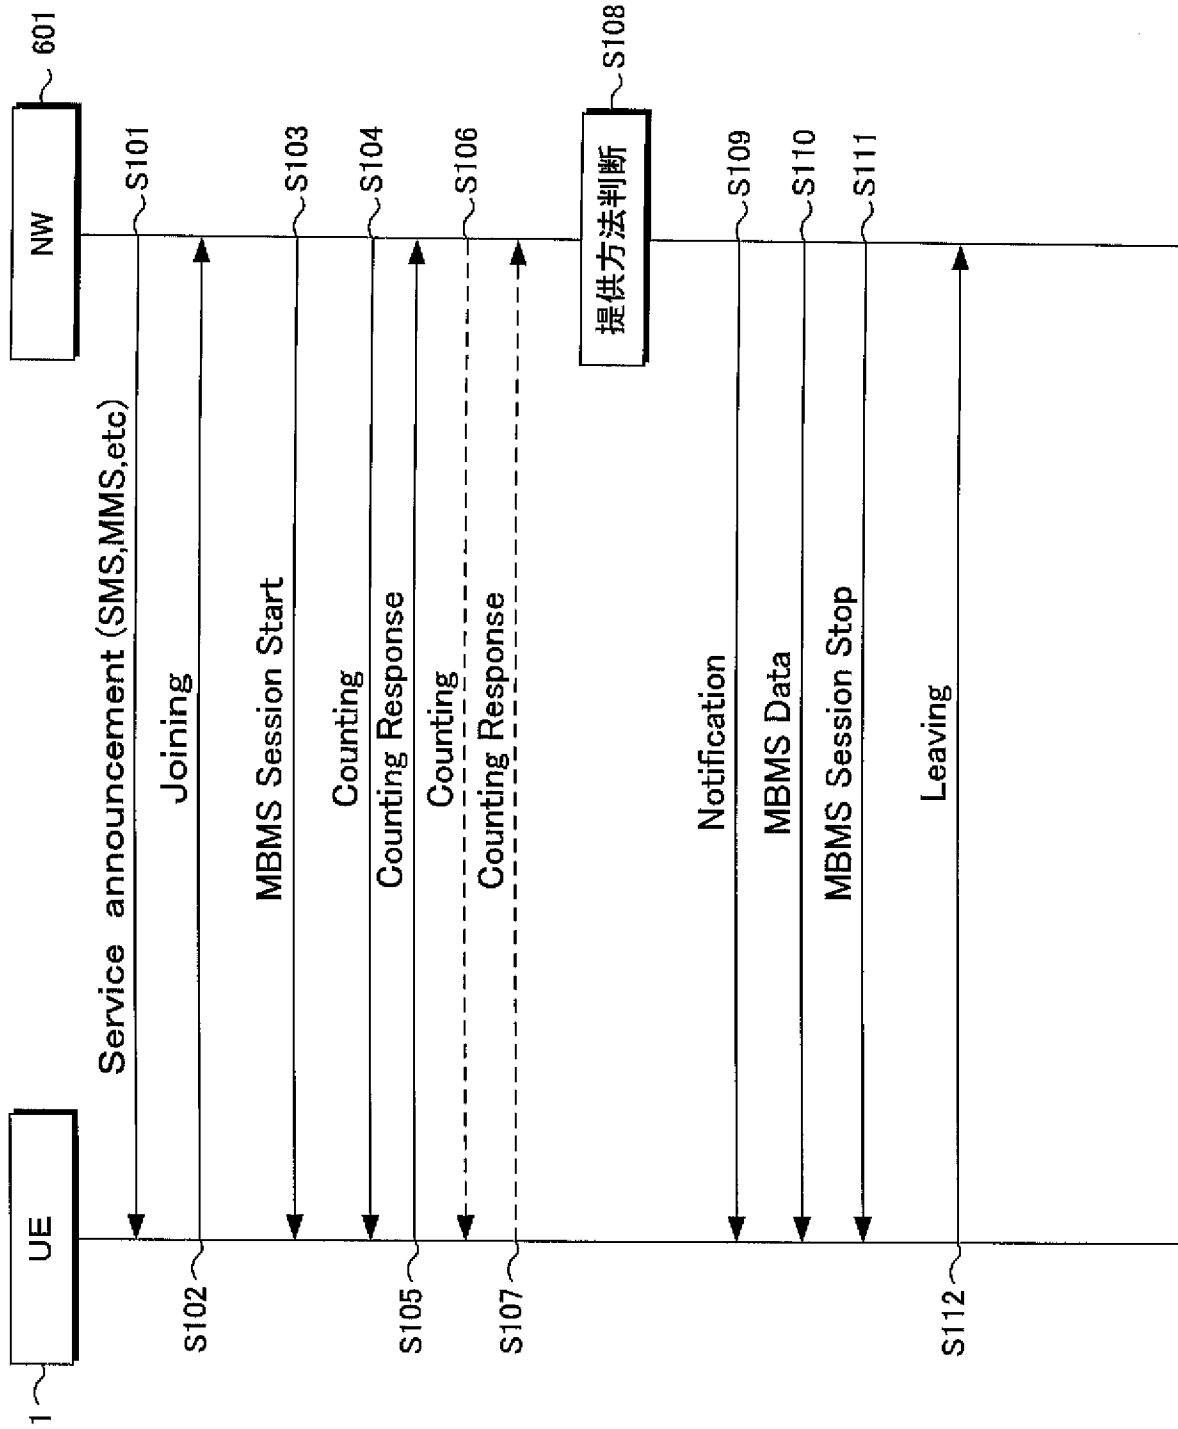 1
UE
NW
601
Service announcement (SMS,MMS,etc)
S101
Joining
S102
MBMS Session Start
S103
Counting
S104
Counting Response
S105
Counting
S106
Counting Response
S107
提供方法判断
S108
Notification
S109
MBMS Data
S110
MBMS Session Stop
S111
Leaving
S112